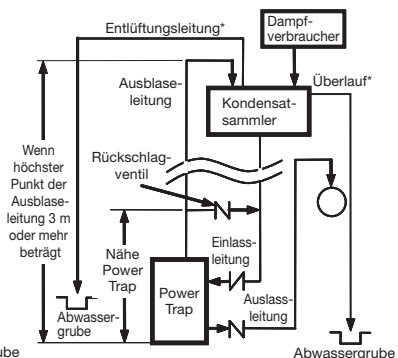 Entlüftungsleitung*
Dampf-
verbraucher
Ausblase-
leitung
Überlauf*
Kondensat-
sammler
Wenn
höchster
Punkt der
Ausblase-
leitung 3 m
oder mehr
beträgt
Rückschlag-
ventil
Nähe
Power
Trap
Einlass-
leitung
Power
Trap
Auslass-
leitung
Abwasser-
grube
ube
Abwassergrube